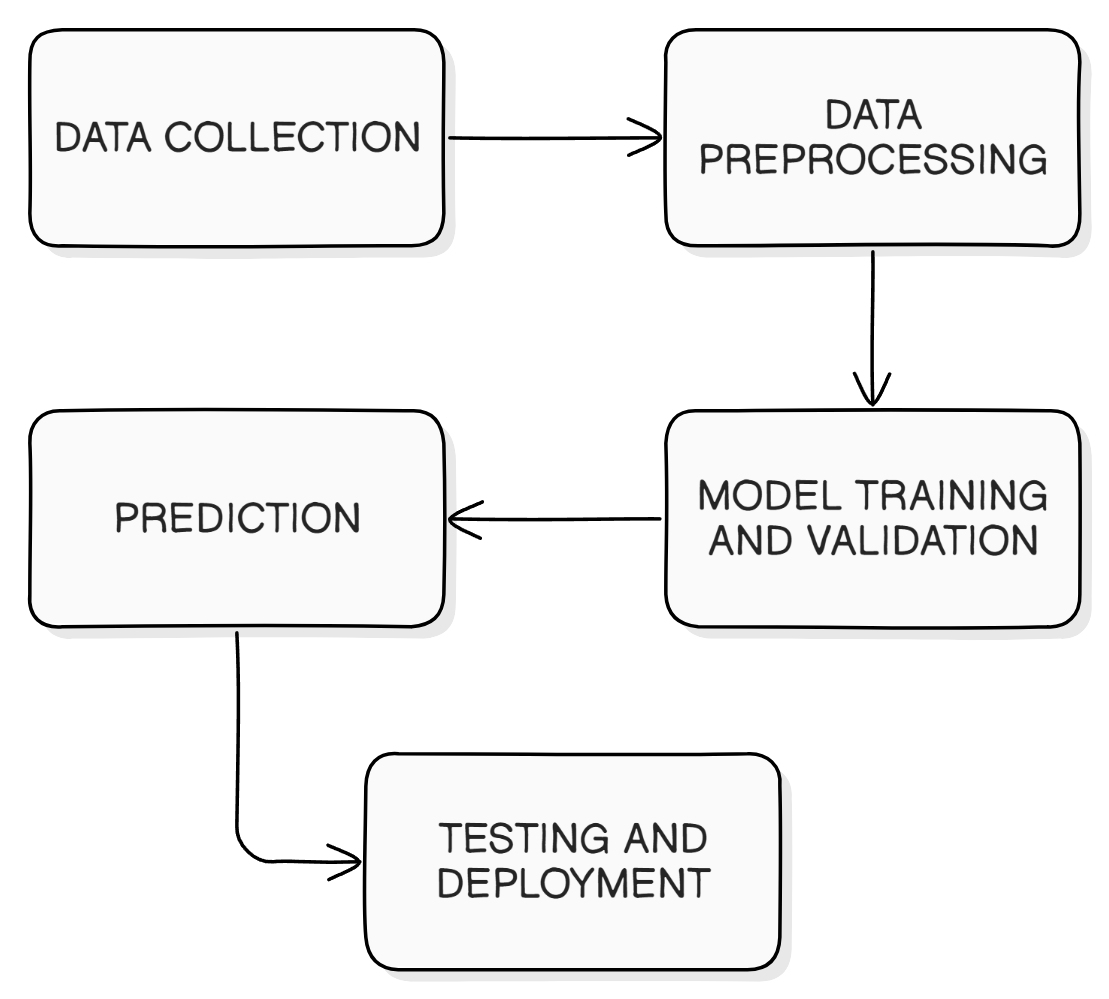 DATA COLLECTION
DATA
PREPROCESSING
MODEL TRAINING
AND VALIDATION
PREDICTION
TESTING AND
DEPLOYMENT